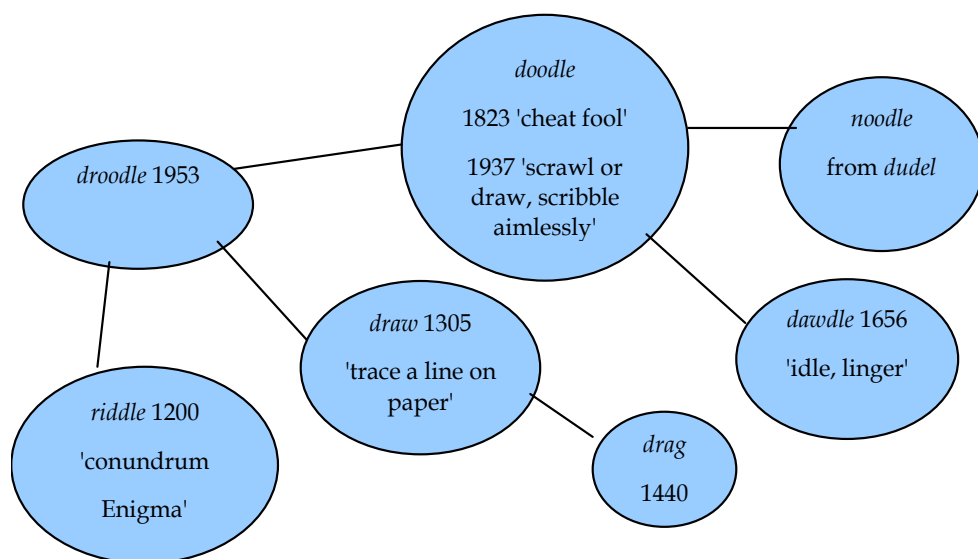 doodle
1823 'cheat fool'
1937 'scrawl or
draw, scribble
aimlessly'
noodle
from dudel
droodle 1953
draw 1305
'trace a line on
paper'
dawdle 1656
'idle, linger'
riddle 1200
'conundrum
Enigma'
drag
1440